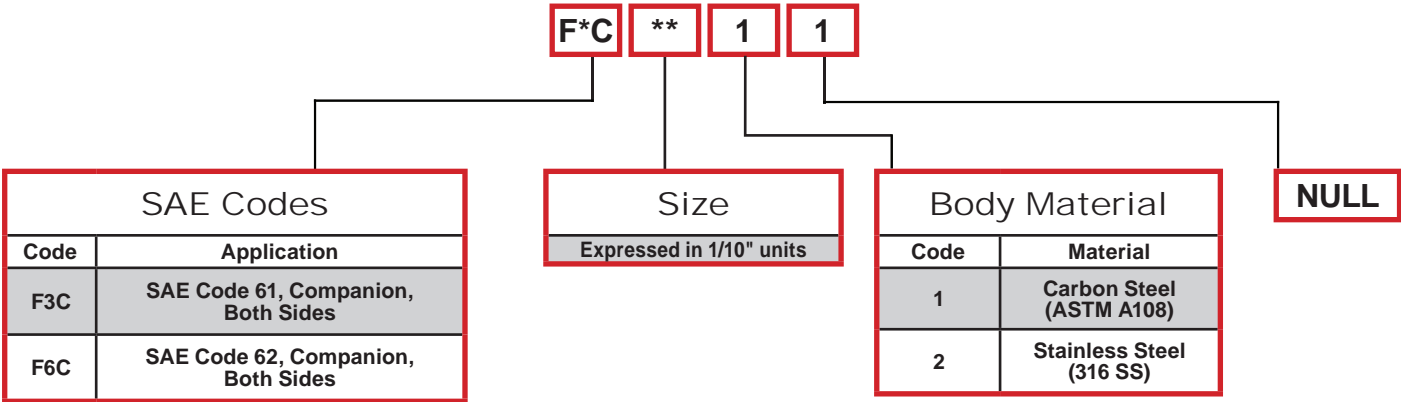 F*C ** 1 1
SAE Codes
Code Application
F3C SAE Code 61, Companion,
Both Sides
F6C SAE Code 62, Companion,
Both Sides
Size
Expressed in 1/10" units
Body Material
Code Material
1 Carbon Steel
(ASTM A108)
2 Stainless Steel
(316 SS)
NULL